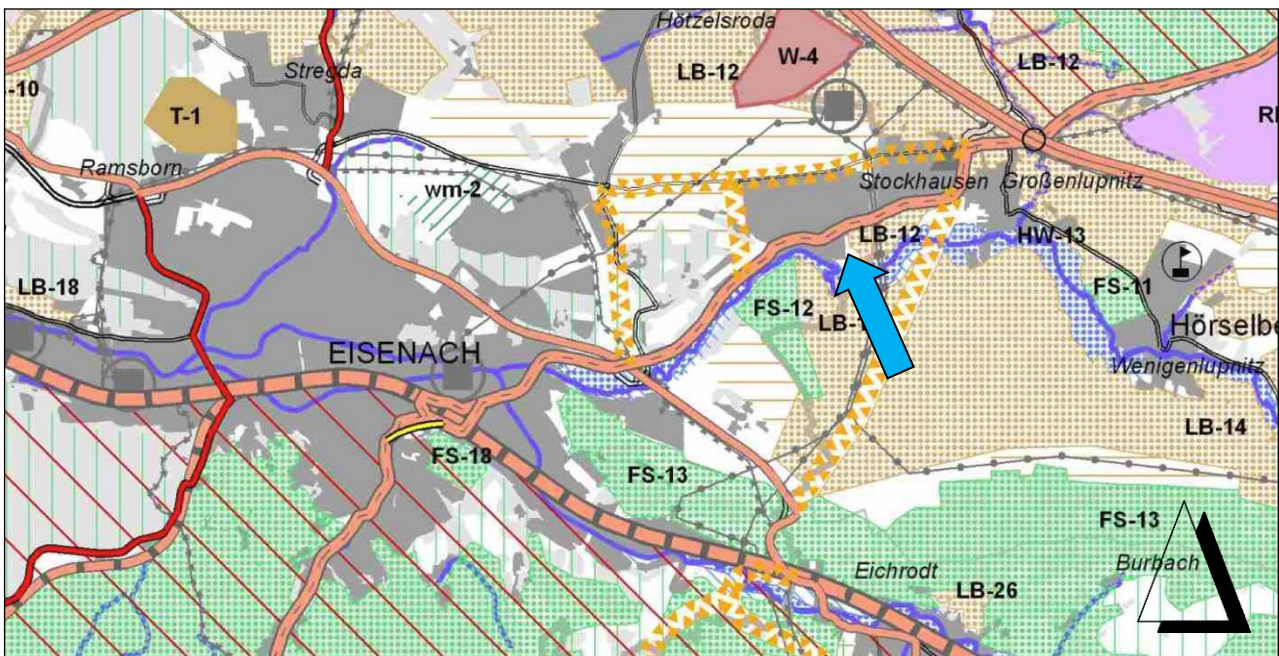 Hötzelsroda
W-4
LB-12
LB-12
Stregda
-10
T-1
Ramsborn
wm-2
Stockhausen
Großenlupnitz
LB-12
HW-13
LB-18
FS-11
FS-12
EISENACH
Wenigenlupnitz
LB-14
FS-18
FS-13
FS-13
Eichrodt
Burbach
LB-26